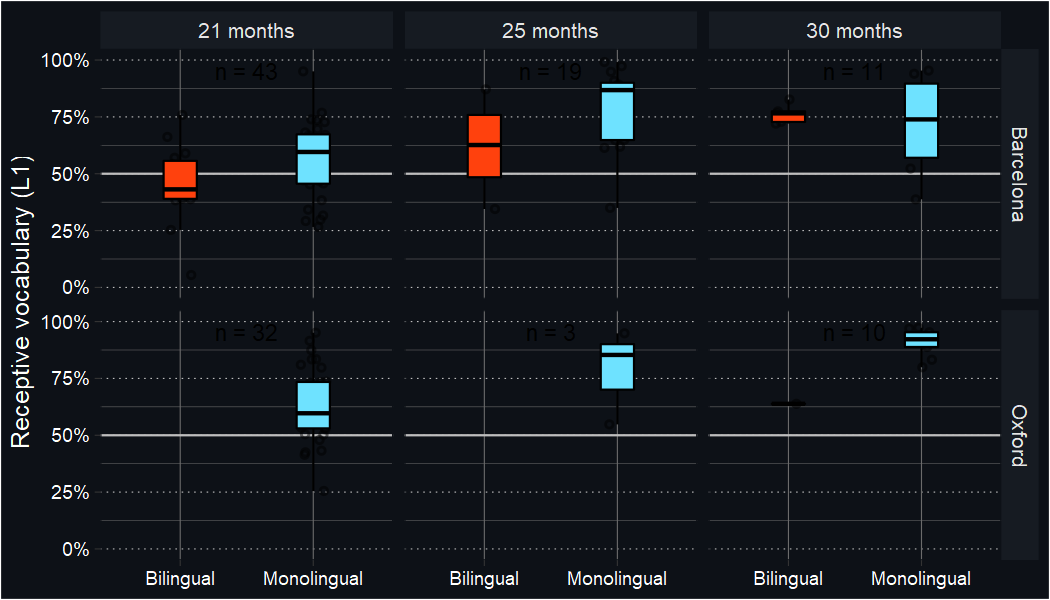 21 months
25 months
30 months
Receptive vocabulary (L1)
100%
75%
50%
25%
0%
n = 43
n = 19
n = 11
Barcelona
100%
75%
50%
25%
0%
n = 32
n = 3
n = 10
Oxford
Bilingual
Monolingual
Bilingual
Monolingual
Bilingual
Monolingual